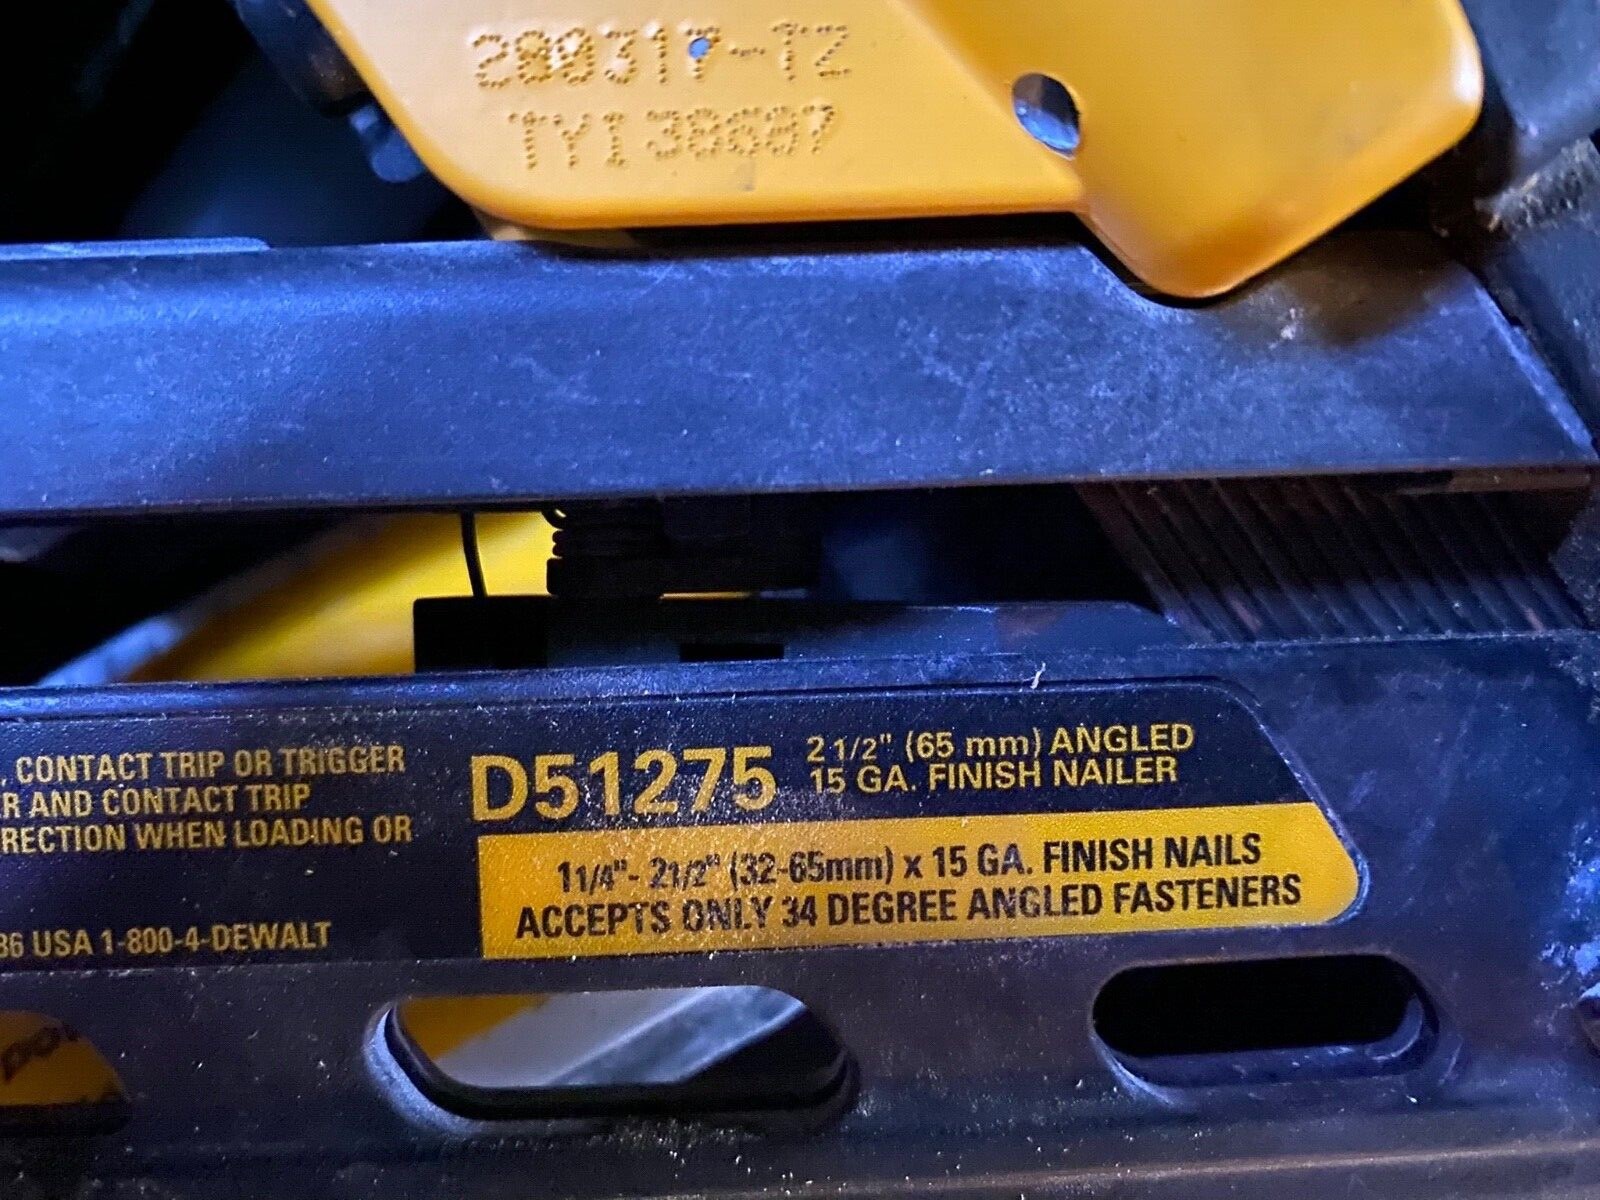 200317-TZ
TYI38607
, CONTACT TRIP OR TRIGGER
R AND CONTACT TRIP
RECTION WHEN LOADING OR
86 USA 1-800-4-DEWALT
D51275
2 1/2" (65 mm) ANGLED
15 GA. FINISH NAILER
1 1/4" - 2 1/2" (32-65mm) x 15 GA. FINISH NAILS
ACCEPTS ONLY 34 DEGREE ANGLED FASTENERS